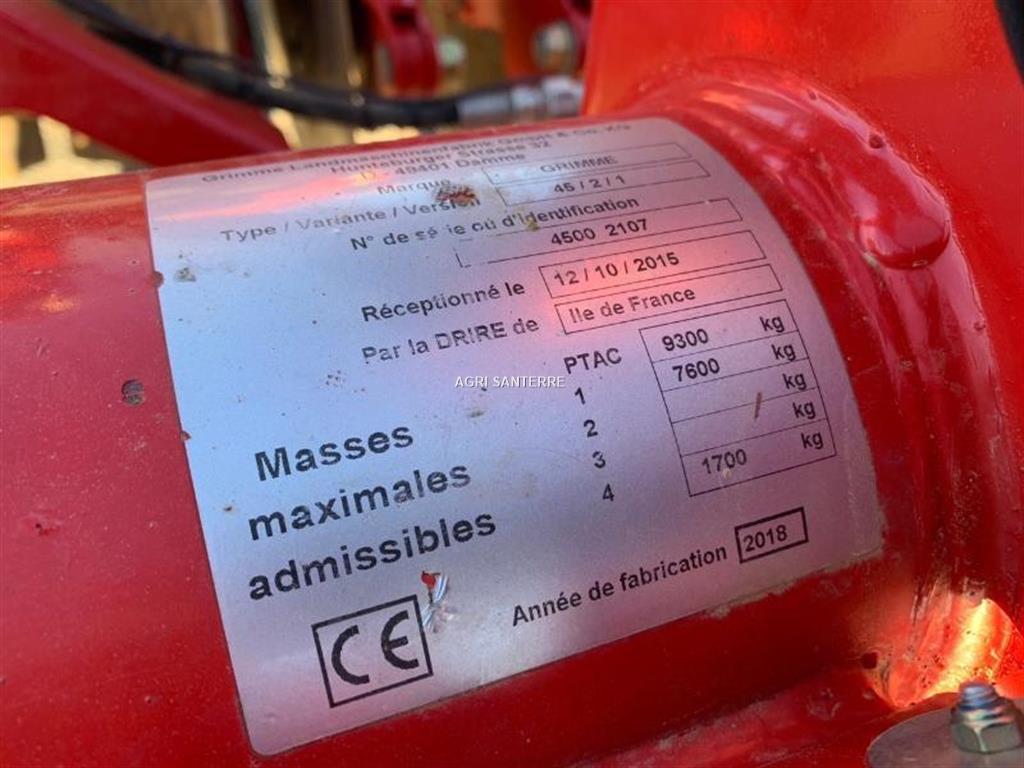 Grimme Landmaschinenfabrik GmbH & Co. KG
Hunteburger Strasse 32
D - 49401 Damme
Marque GRIMME
Type / Variante / Version 45 / 2 / 1
N° de série ou d'identification
4500 2107
Réceptionné le 12 / 10 / 2015
Par la DRIRE de Ile de France
PTAC 9300 kg
1 7600 kg
2 kg
3 kg
4 1700 kg
Masses
maximales
admissibles
AGRI SANTERRE
Année de fabrication 2018
CE